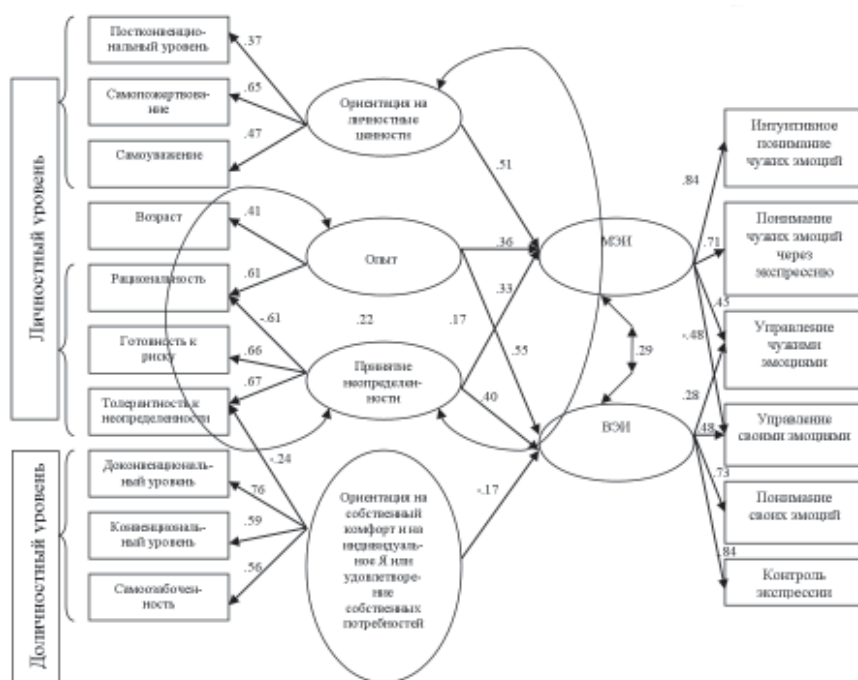 Личностный уровень
Доличностный уровень
Постконвенцио-
нальный уровень
Самопожертвова-
ние
Самоуважение
Возраст
Рациональность
Готовность к
риску
Толерантность к
неопределенности
Доконвенциональ-
ный уровень
Конвенциональ-
ный уровень
Самоозабочен-
ность
.37
.65
.47
.41
.61
-.61
.66
.67
-.24
.76
.59
.56
Ориентация на
личностные
ценности
Опыт
.22
.17
Принятие
неопределен-
ности
Ориентация на
собственный
комфорт и на
индивидуаль-
ное Я или
удовлетворе-
ние
собственных
потребностей
.51
.36
.33
.55
.40
-.17
МЭИ
.29
ВЭИ
.84
.71
.45
-.48
.28
.48
.73
.84
Интуитивное
понимание
чужих эмоций
Понимание
чужих эмоций
через
экспрессию
Управление
чужими
эмоциями
Управление
своими эмоциями
Понимание
своих эмоций
Контроль
экспрессии